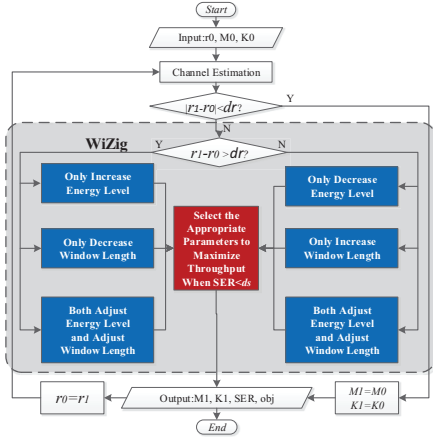 Start
Input:r0, M0, K0
Channel Estimation
|r1-r0|<dr?
Y
N
WiZig
Y
r1-r0 >dr?
N
Only Increase
Energy Level
Only Decrease
Window Length
Both Adjust
Energy Level
and Adjust
Window Length
Select the
Appropriate
Parameters to
Maximize
Throughput
When SER<ds
Only Decrease
Energy Level
Only Increase
Window Length
Both Adjust
Energy Level
and Adjust
Window Length
r0=r1
Output:M1, K1, SER, obj
M1=M0
K1=K0
End